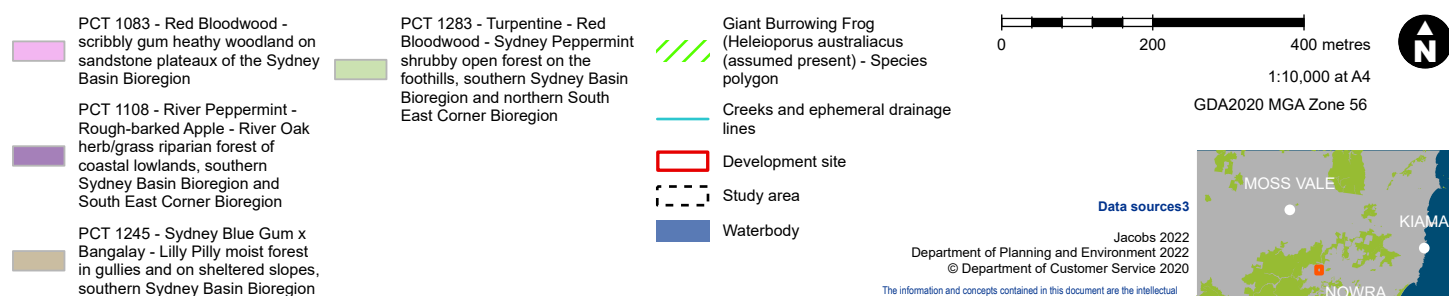 PCT 1083 - Red Bloodwood -
scribbly gum heathy woodland on
sandstone plateaux of the Sydney
Basin Bioregion
PCT 1108 - River Peppermint -
Rough-barked Apple - River Oak
herb/grass riparian forest of
coastal lowlands, southern
Sydney Basin Bioregion and
South East Corner Bioregion
PCT 1245 - Sydney Blue Gum x
Bangalay - Lilly Pilly moist forest
in gullies and on sheltered slopes,
southern Sydney Basin Bioregion
PCT 1283 - Turpentine - Red
Bloodwood - Sydney Peppermint
shrubby open forest on the
foothills, southern Sydney Basin
Bioregion and northern South
East Corner Bioregion
Giant Burrowing Frog
(Heleioporus australiacus
(assumed present) - Species
polygon
Creeks and ephemeral drainage
lines
Development site
Study area
Waterbody
0 200 400 metres
N
1:10,000 at A4
GDA2020 MGA Zone 56
Data sources3
Jacobs 2022
Department of Planning and Environment 2022
© Department of Customer Service 2020
The information and concepts contained in this document are the intellectual
MOSS VALE
KIAMA
NOWRA